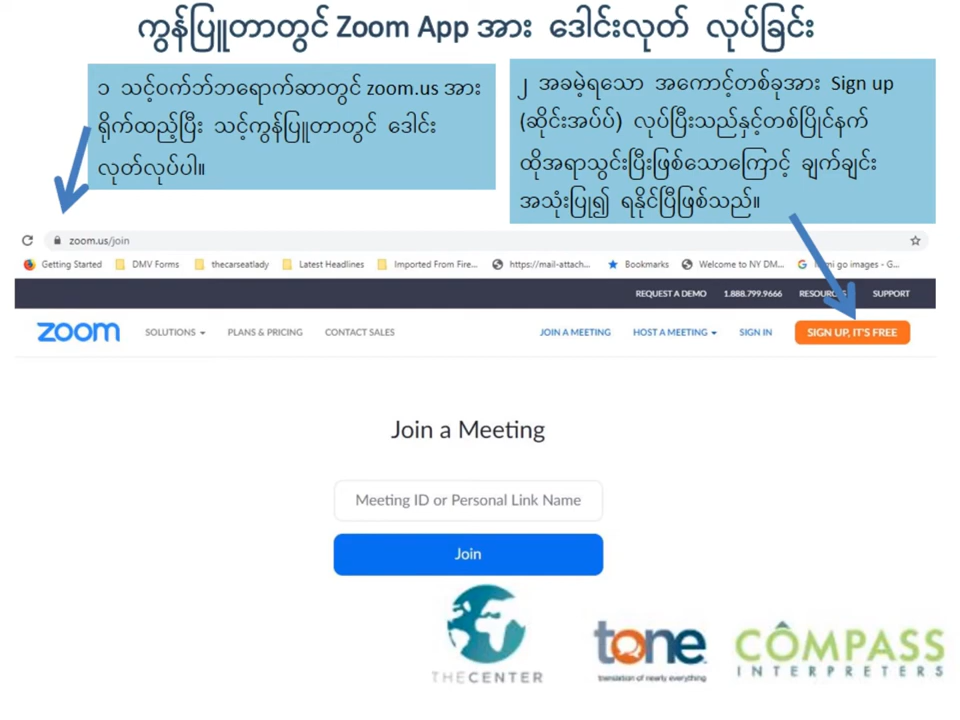 ကွန်ပြူတာတွင် Zoom App အား ဒေါင်းလုတ် လုပ်ခြင်း
၁ သင့်ဝက်ဘ်ဘရောက်ဆာတွင် zoom.us အား
ရိုက်ထည့်ပြီး သင့်ကွန်ပြူတာတွင် ဒေါင်း
လုတ်လုပ်ပါ။
၂ အခမဲ့ရသော အကောင့်တစ်ခုအား Sign up
(ဆိုင်းအပ်ပ်) လုပ်ပြီးသည်နှင့်တစ်ပြိုင်နက်
ထိုအရာသွင်းပြီးဖြစ်သောကြောင့် ချက်ချင်း
အသုံးပြု၍ ရနိုင်ပြီဖြစ်သည်။
zoom.us/join
Getting Started DMV Forms thecarseatlady Latest Headlines Imported From Fire... https://mail-attach... Bookmarks Welcome to NY DM... go images - G...
REQUEST A DEMO 1.888.799.9666 SUPPORT
zoom SOLUTIONS PLANS & PRICING CONTACT SALES JOIN A MEETING HOST A MEETING SIGN IN SIGN UP, IT'S FREE
Join a Meeting
Meeting ID or Personal Link Name
Join
THECENTER
tone
translation of nearly everything
CÔMPASS
INTERPRETERS